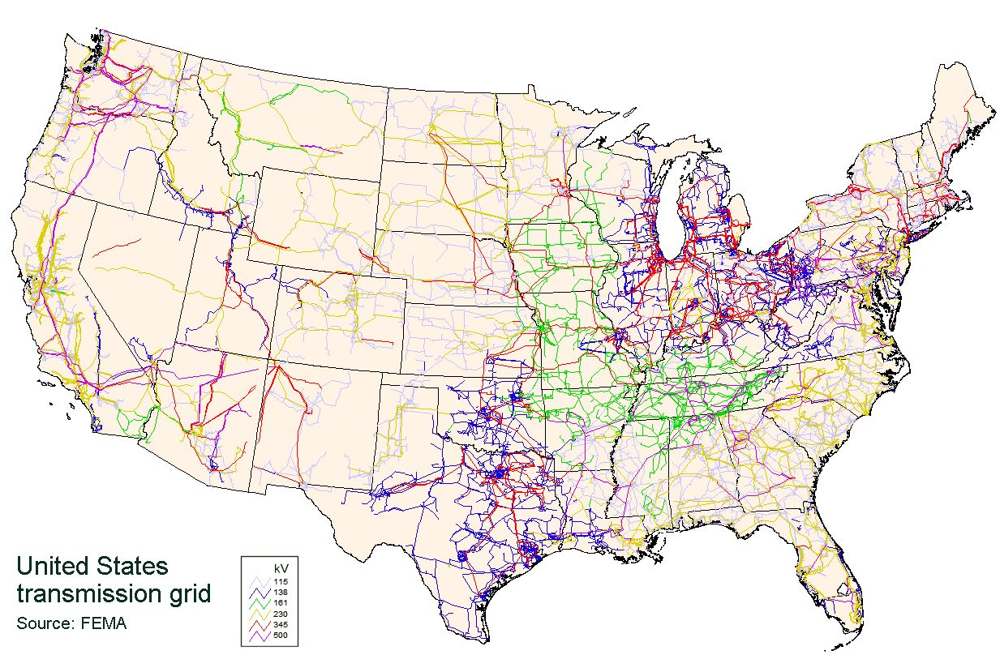 United States
transmission grid
Source: FEMA
kV
115
138
161
230
345
500